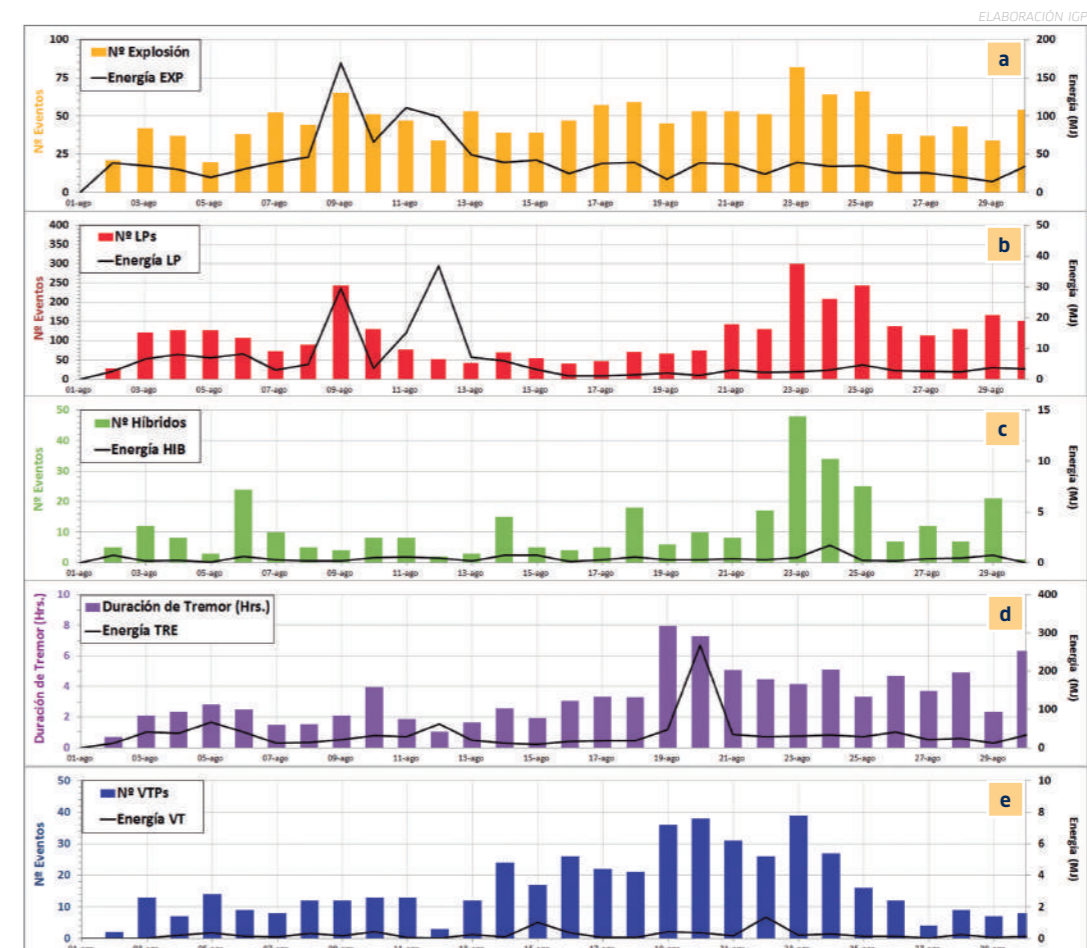 ELABORACIÓN IGP
a
Nº Explosión
Energía EXP
Nº Eventos
100
75
50
25
0
200
150
100
50
0
Energía (MJ)
01-ago 03-ago 05-ago 07-ago 09-ago 11-ago 13-ago 15-ago 17-ago 19-ago 21-ago 23-ago 25-ago 27-ago 29-ago
b
Nº LPs
Energía LP
Nº Eventos
400
350
300
250
200
150
100
50
0
50
40
30
20
10
0
Energía (MJ)
01-ago 03-ago 05-ago 07-ago 09-ago 11-ago 13-ago 15-ago 17-ago 19-ago 21-ago 23-ago 25-ago 27-ago 29-ago
c
Nº Híbridos
Energía HIB
Nº Eventos
50
40
30
20
10
0
15
10
5
0
Energía (MJ)
01-ago 03-ago 05-ago 07-ago 09-ago 11-ago 13-ago 15-ago 17-ago 19-ago 21-ago 23-ago 25-ago 27-ago 29-ago
d
Duración de Tremor (Hrs.)
Energía TRE
Duración de Tremor (Hrs.)
10
8
6
4
2
0
400
300
200
100
0
Energía (MJ)
01-ago 03-ago 05-ago 07-ago 09-ago 11-ago 13-ago 15-ago 17-ago 19-ago 21-ago 23-ago 25-ago 27-ago 29-ago
e
Nº VTPs
Energía VT
Nº Eventos
50
40
30
20
10
0
10
8
6
4
2
0
Energía (MJ)